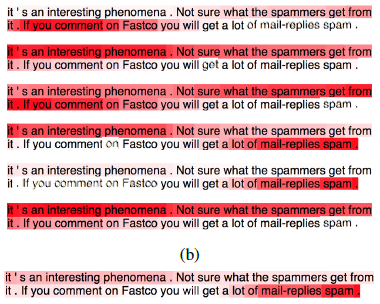 it ' s an interesting phenomena . Not sure what the spammers get from
it . If you comment on Fastco you will get a lot of mail-replies spam .
it ' s an interesting phenomena . Not sure what the spammers get from
it . If you comment on Fastco you will get a lot of mail-replies spam .
it ' s an interesting phenomena . Not sure what the spammers get from
it . If you comment on Fastco you will get a lot of mail-replies spam .
it ' s an interesting phenomena . Not sure what the spammers get from
it . If you comment on Fastco you will get a lot of mail-replies spam .
it ' s an interesting phenomena . Not sure what the spammers get from
it . If you comment on Fastco you will get a lot of mail-replies spam .
it ' s an interesting phenomena . Not sure what the spammers get from
it . If you comment on Fastco you will get a lot of mail-replies spam .
(b)
it ' s an interesting phenomena . Not sure what the spammers get from
it . If you comment on Fastco you will get a lot of mail-replies spam .